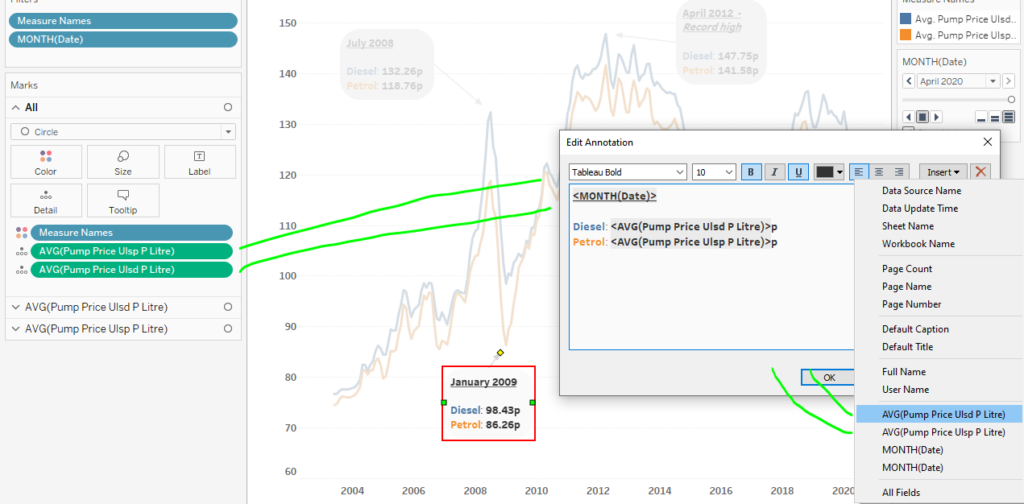 Filters
Measure Names
MONTH(Date)
Marks
All
Circle
Color
Size
Label
Detail
Tooltip
Measure Names
AVG(Pump Price Ulsp P Litre)
AVG(Pump Price Ulsd P Litre)
AVG(Pump Price Ulsd P Litre)
AVG(Pump Price Ulsp P Litre)
150
140
130
120
110
100
90
80
70
60
2004
2006
2008
2010
2012
2014
2016
2018
2020
July 2008
Diesel: 132.26p
Petrol: 118.76p
April 2012 -
Record high
Diesel: 147.75p
Petrol: 141.58p
January 2009
Diesel: 98.43p
Petrol: 86.26p
Edit Annotation
Tableau Bold
10
B
I
U
Insert
<MONTH(Date)>
Diesel: <AVG(Pump Price Ulsd P Litre)>p
Petrol: <AVG(Pump Price Ulsp P Litre)>p
OK
Measure Names
Avg. Pump Price Ulsd..
Avg. Pump Price Ulsp..
MONTH(Date)
April 2020
Data Source Name
Data Update Time
Sheet Name
Workbook Name
Page Count
Page Name
Page Number
Default Caption
Default Title
Full Name
User Name
AVG(Pump Price Ulsd P Litre)
AVG(Pump Price Ulsp P Litre)
MONTH(Date)
MONTH(Date)
All Fields